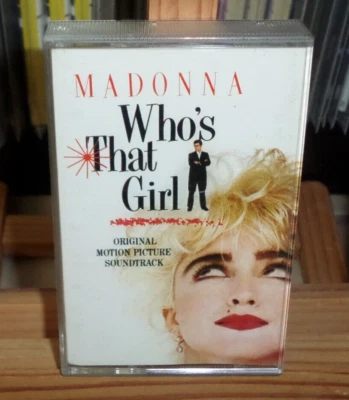 MADONNA
Who's
That
Girl
ORIGINAL
MOTION PICTURE
SOUNDTRACK